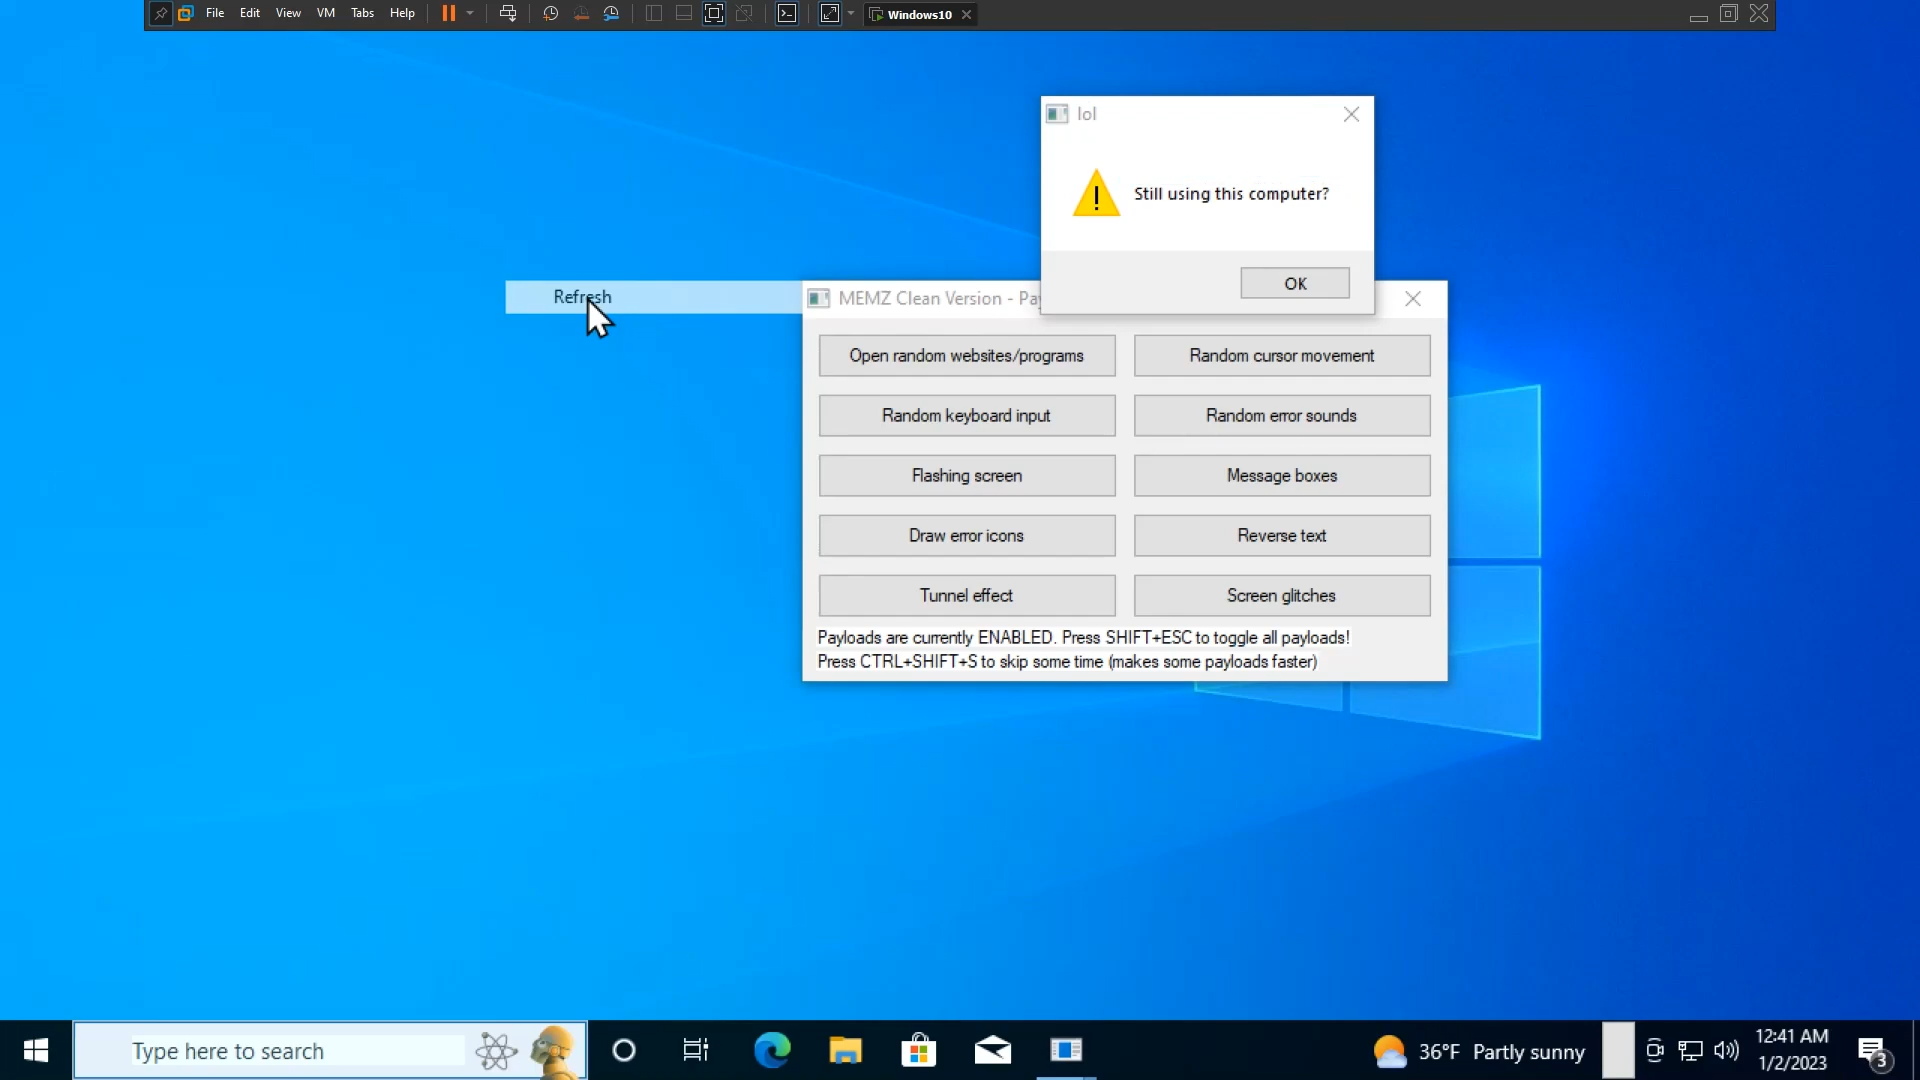 File Edit View VM Tabs Help
Windows10
lol
Still using this computer?
OK
Refresh
MEMZ Clean Version - Pay
Open random websites/programs
Random cursor movement
Random keyboard input
Random error sounds
Flashing screen
Message boxes
Draw error icons
Reverse text
Tunnel effect
Screen glitches
Payloads are currently ENABLED. Press SHIFT+ESC to toggle all payloads!
Press CTRL+SHIFT+S to skip some time (makes some payloads faster)
Type here to search
36°F Partly sunny
12:41 AM
1/2/2023
3